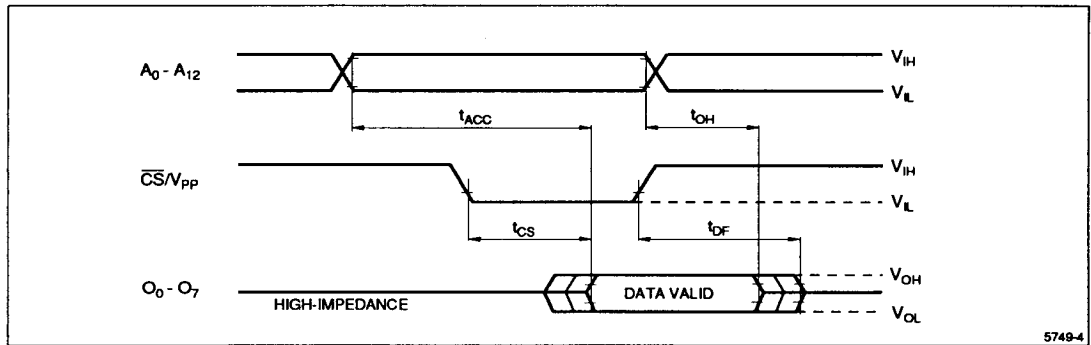 A0 - A12
VIH
VIL
tACC
tOH
CS/VPP
VIH
VIL
tCS
tDF
O0 - O7
HIGH-IMPEDANCE
DATA VALID
VOH
VOL
5749-4